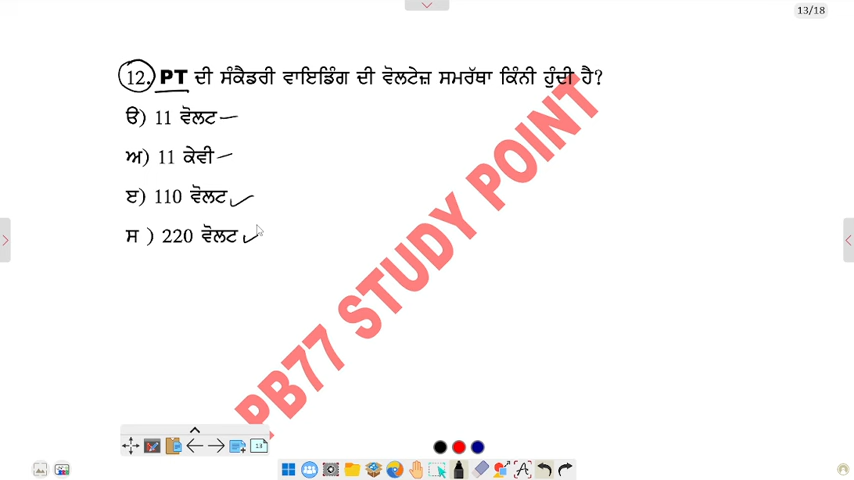 13/18
12. PT ਦੀ ਸੰਕੈਡਰੀ ਵਾਇਡਿੰਗ ਦੀ ਵੋਲਟੇਜ਼ ਸਮਰੱਥਾ ਕਿੰਨੀ ਹੁੰਦੀ ਹੈ?
ੳ) 11 ਵੋਲਟ
ਅ) 11 ਕੇਵੀ
ੲ) 110 ਵੋਲਟ
ਸ ) 220 ਵੋਲਟ
PB77 STUDY POINT